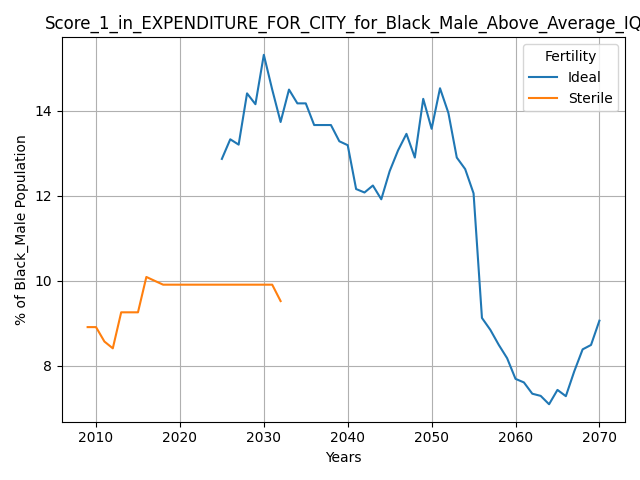 Score_1_in_EXPENDITURE_FOR_CITY_for_Black_Male_Above_Average_IQ
Fertility
Ideal
Sterile
% of Black_Male Population
14
12
10
8
2010 2020 2030 2040 2050 2060 2070
Years